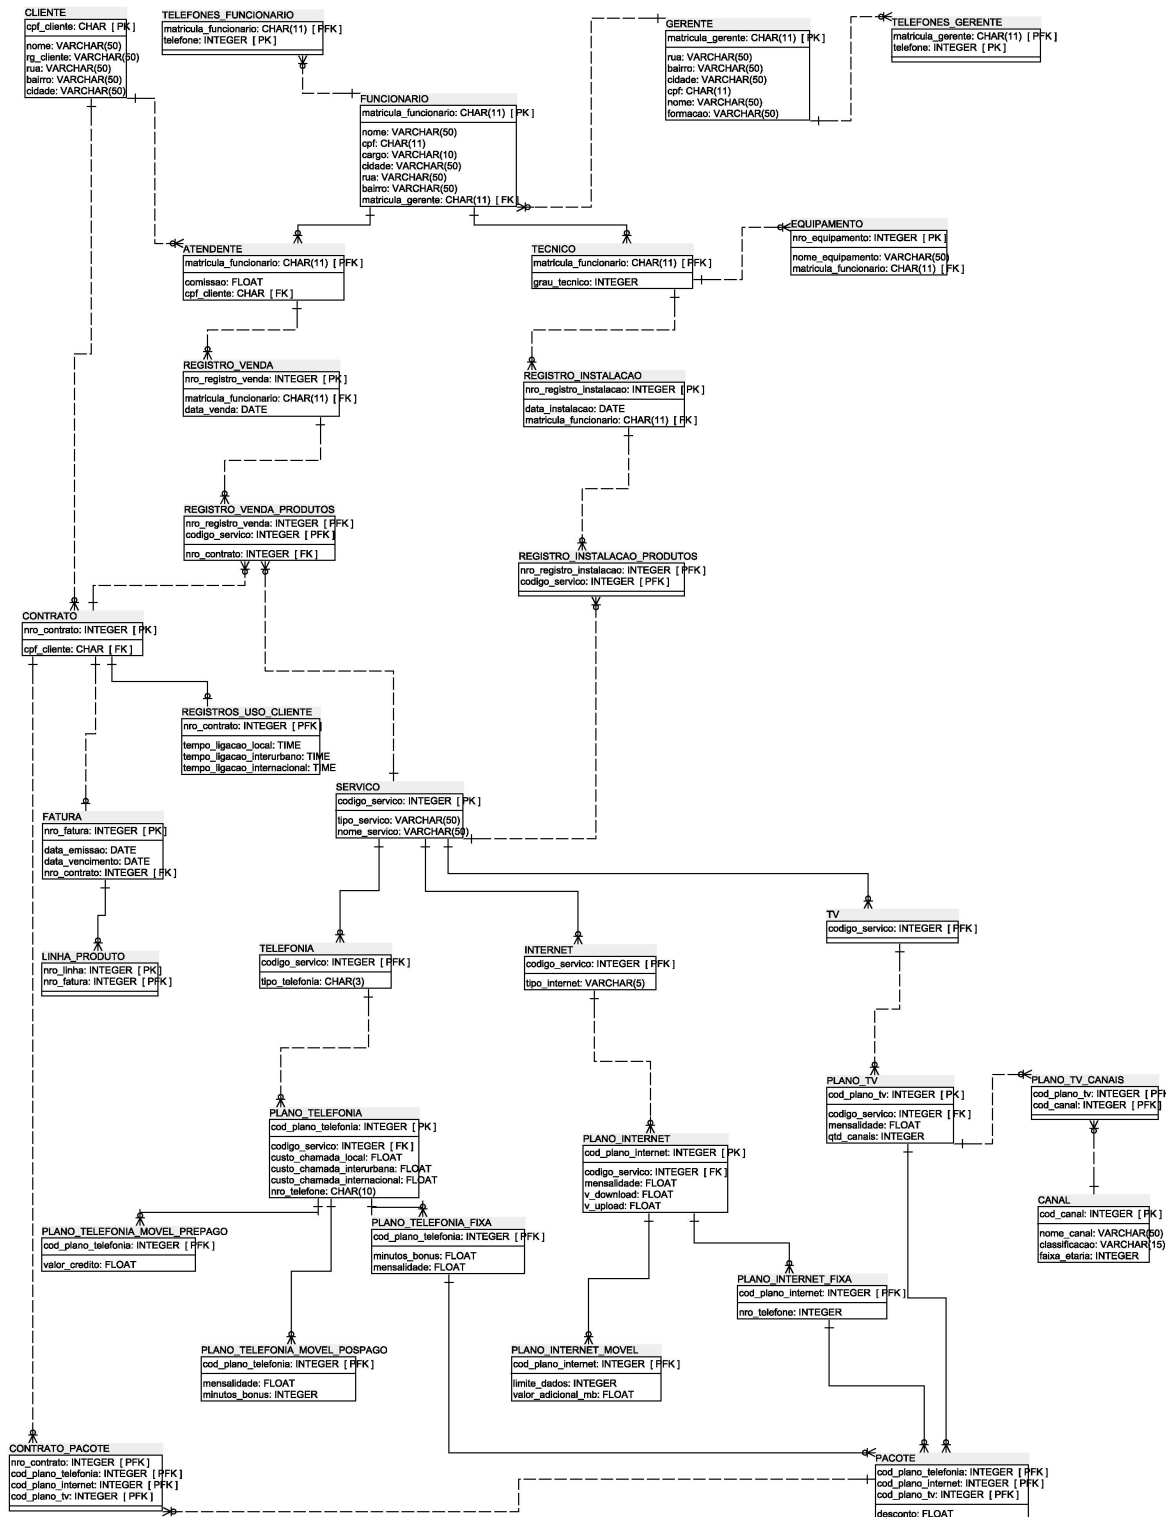 CLIENTE
cpf_cliente: CHAR [ PK ]
nome: VARCHAR(50)
rg_cliente: VARCHAR(50)
rua: VARCHAR(50)
bairro: VARCHAR(50)
cidade: VARCHAR(50)
TELEFONES_FUNCIONARIO
matricula_funcionario: CHAR(11) [ PFK ]
telefone: INTEGER [ PK ]
GERENTE
matricula_gerente: CHAR(11) [ PK ]
rua: VARCHAR(50)
bairro: VARCHAR(50)
cidade: VARCHAR(50)
cpf: CHAR(11)
nome: VARCHAR(50)
formacao: VARCHAR(50)
TELEFONES_GERENTE
matricula_gerente: CHAR(11) [ PFK ]
telefone: INTEGER [ PK ]
FUNCIONARIO
matricula_funcionario: CHAR(11) [ PK ]
nome: VARCHAR(50)
cpf: CHAR(11)
cargo: VARCHAR(10)
cidade: VARCHAR(50)
rua: VARCHAR(50)
bairro: VARCHAR(50)
matricula_gerente: CHAR(11) [ FK ]
ATENDENTE
matricula_funcionario: CHAR(11) [ PFK ]
comissao: FLOAT
cpf_cliente: CHAR [ FK ]
TECNICO
matricula_funcionario: CHAR(11) [ PFK ]
grau_tecnico: INTEGER
EQUIPAMENTO
nro_equipamento: INTEGER [ PK ]
nome_equipamento: VARCHAR(50)
matricula_funcionario: CHAR(11) [ FK ]
REGISTRO_VENDA
nro_registro_venda: INTEGER [ PK ]
matricula_funcionario: CHAR(11) [ FK ]
data_venda: DATE
REGISTRO_INSTALACAO
nro_registro_instalacao: INTEGER [ PK ]
data_instalacao: DATE
matricula_funcionario: CHAR(11) [ FK ]
REGISTRO_VENDA_PRODUTOS
nro_registro_venda: INTEGER [ PFK ]
codigo_servico: INTEGER [ PFK ]
nro_contrato: INTEGER [ FK ]
REGISTRO_INSTALACAO_PRODUTOS
nro_registro_instalacao: INTEGER [ PFK ]
codigo_servico: INTEGER [ PFK ]
CONTRATO
nro_contrato: INTEGER [ PK ]
cpf_cliente: CHAR [ FK ]
REGISTROS_USO_CLIENTE
nro_contrato: INTEGER [ PFK ]
tempo_ligacao_local: TIME
tempo_ligacao_interurbano: TIME
tempo_ligacao_internacional: TIME
SERVICO
codigo_servico: INTEGER [ PK ]
tipo_servico: VARCHAR(50)
nome_servico: VARCHAR(50)
FATURA
nro_fatura: INTEGER [ PK ]
data_emissao: DATE
data_vencimento: DATE
nro_contrato: INTEGER [ FK ]
LINHA_PRODUTO
nro_linha: INTEGER [ PK ]
nro_fatura: INTEGER [ PFK ]
TELEFONIA
codigo_servico: INTEGER [ PFK ]
tipo_telefonia: CHAR(3)
INTERNET
codigo_servico: INTEGER [ PFK ]
tipo_internet: VARCHAR(5)
TV
codigo_servico: INTEGER [ PFK ]
PLANO_TV
cod_plano_tv: INTEGER [ PK ]
codigo_servico: INTEGER [ FK ]
mensalidade: FLOAT
qtd_canais: INTEGER
PLANO_TV_CANAIS
cod_plano_tv: INTEGER [ PFK
cod_canal: INTEGER [ PFK ]
PLANO_TELEFONIA
cod_plano_telefonia: INTEGER [ PK ]
codigo_servico: INTEGER [ FK ]
custo_chamada_local: FLOAT
custo_chamada_interurbana: FLOAT
custo_chamada_internacional: FLOAT
nro_telefone: CHAR(10)
PLANO_INTERNET
cod_plano_internet: INTEGER [ PK ]
codigo_servico: INTEGER [ FK ]
mensalidade: FLOAT
v_download: FLOAT
v_upload: FLOAT
CANAL
cod_canal: INTEGER [ PK ]
nome_canal: VARCHAR(50)
classificacao: VARCHAR(15)
faixa_etaria: INTEGER
PLANO_TELEFONIA_MOVEL_PREPAGO
cod_plano_telefonia: INTEGER [ PFK ]
valor_credito: FLOAT
PLANO_TELEFONIA_FIXA
cod_plano_telefonia: INTEGER [ PFK ]
minutos_bonus: FLOAT
mensalidade: FLOAT
PLANO_INTERNET_FIXA
cod_plano_internet: INTEGER [ PFK ]
nro_telefone: INTEGER
PLANO_TELEFONIA_MOVEL_POSPAGO
cod_plano_telefonia: INTEGER [ PFK ]
mensalidade: FLOAT
minutos_bonus: INTEGER
PLANO_INTERNET_MOVEL
cod_plano_internet: INTEGER [ PFK ]
limite_dados: INTEGER
valor_adicional_mb: FLOAT
CONTRATO_PACOTE
nro_contrato: INTEGER [ PFK ]
cod_plano_telefonia: INTEGER [ PFK ]
cod_plano_internet: INTEGER [ PFK ]
cod_plano_tv: INTEGER [ PFK ]
PACOTE
cod_plano_telefonia: INTEGER [ PFK ]
cod_plano_internet: INTEGER [ PFK ]
cod_plano_tv: INTEGER [ PFK ]
desconto: FLOAT